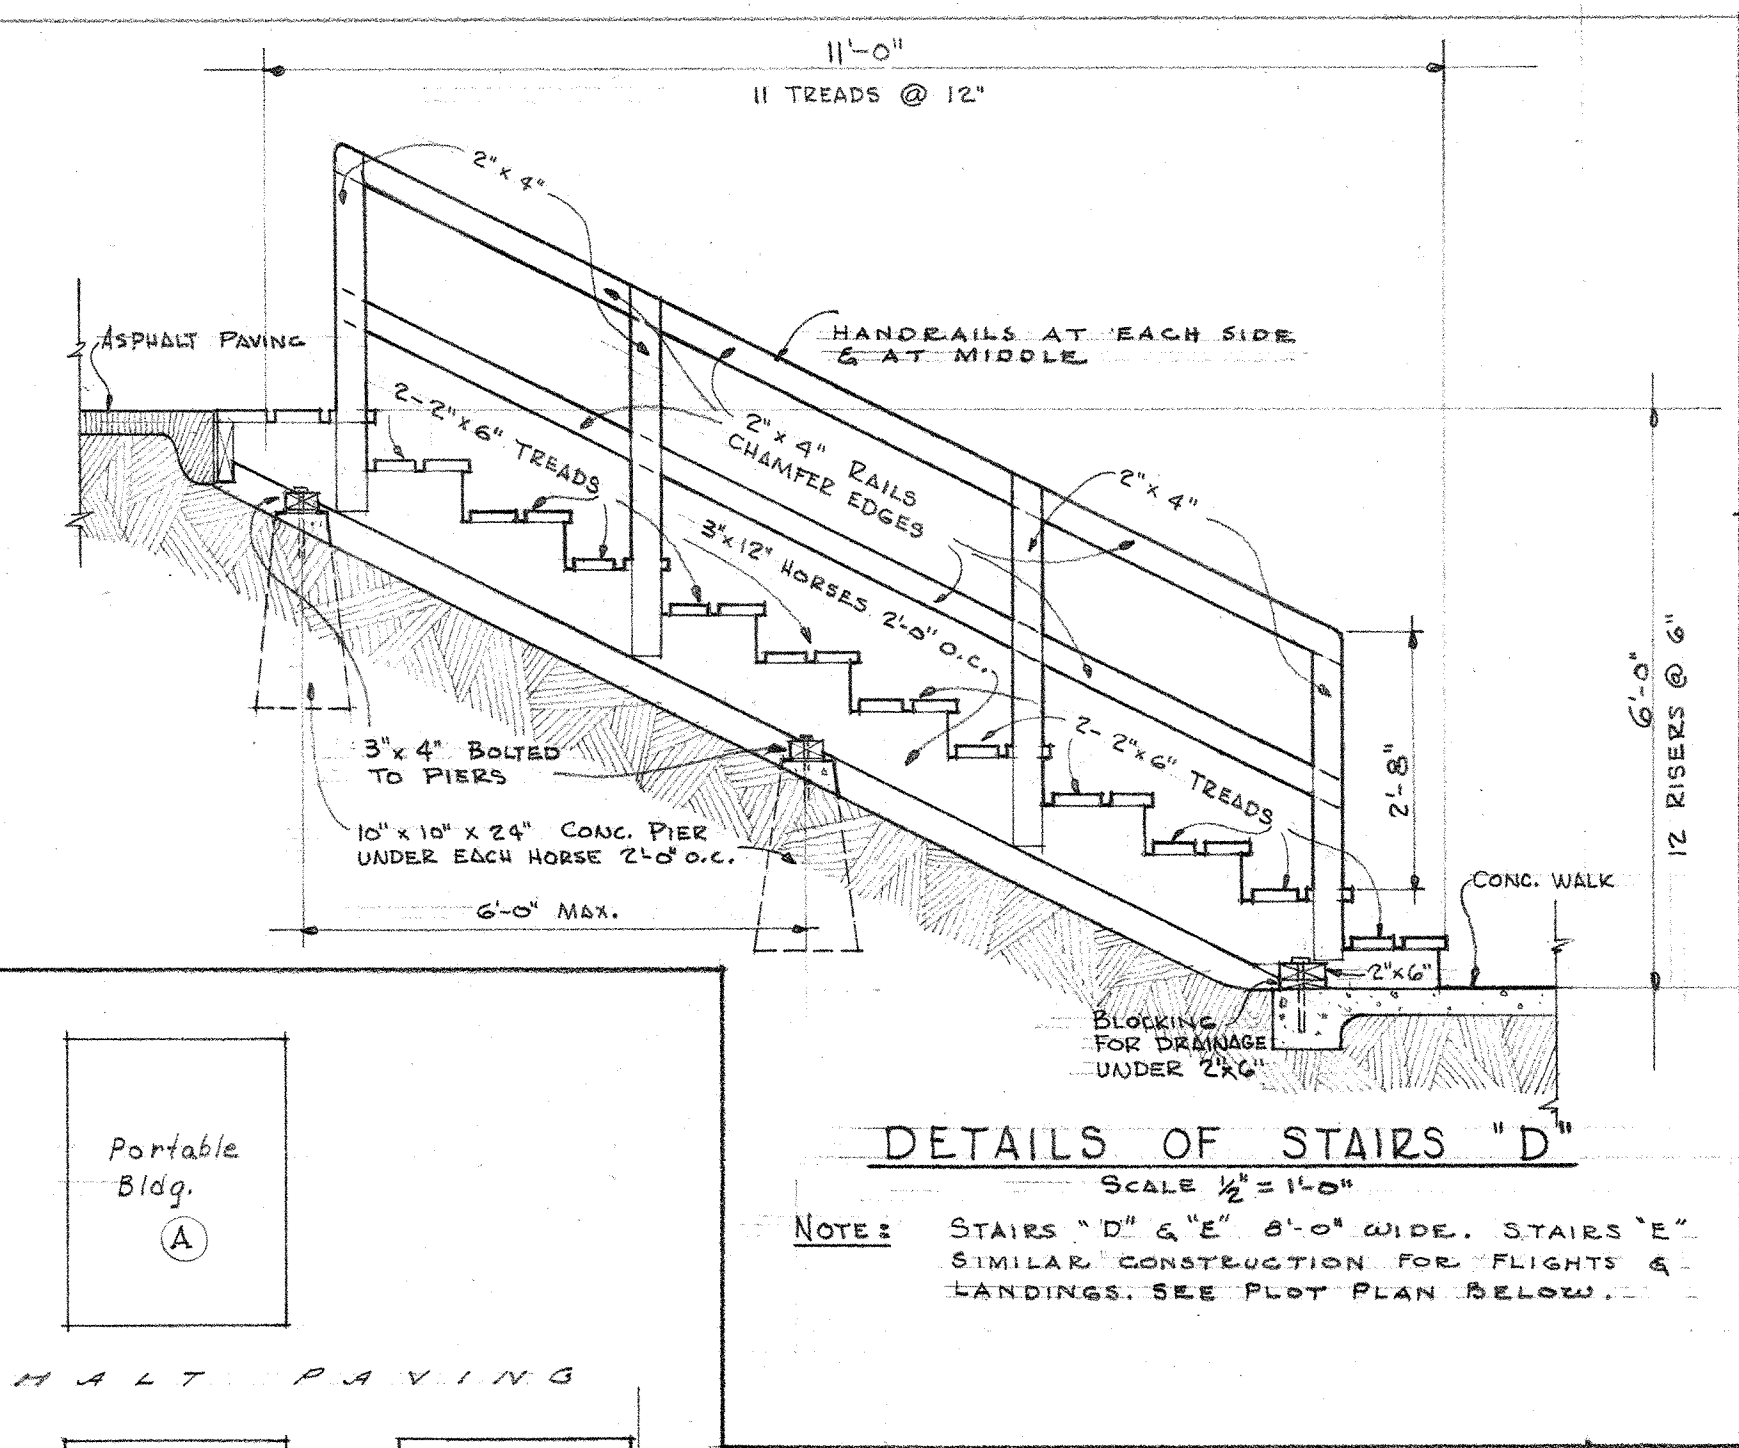 11'-0"
11 TREADS @ 12"
2" x 4"
ASPHALT PAVING
HANDRAILS AT EACH SIDE
& AT MIDDLE
2-2" x 6" TREADS
2" x 4" RAILS
CHAMFER EDGES
2" x 4"
3" x 12" HORSES 2'-0" O.C.
6'-0"
12 RISERS @ 6"
2'-8"
2-2"x6" TREADS
3" x 4" BOLTED
TO PIERS
10" x 10" x 24" CONC. PIER
UNDER EACH HORSE 2'-0" O.C.
CONC. WALK
6'-0" MAX.
2"x6"
BLOCKING
FOR DRAINAGE
UNDER 2"x6"
DETAILS OF STAIRS "D"
SCALE ½" = 1'-0"
NOTE: STAIRS "D" & "E" 8'-0" WIDE. STAIRS "E"
SIMILAR CONSTRUCTION FOR FLIGHTS &
LANDINGS. SEE PLOT PLAN BELOW.
Portable
Bldg.
A
HALT PAVING